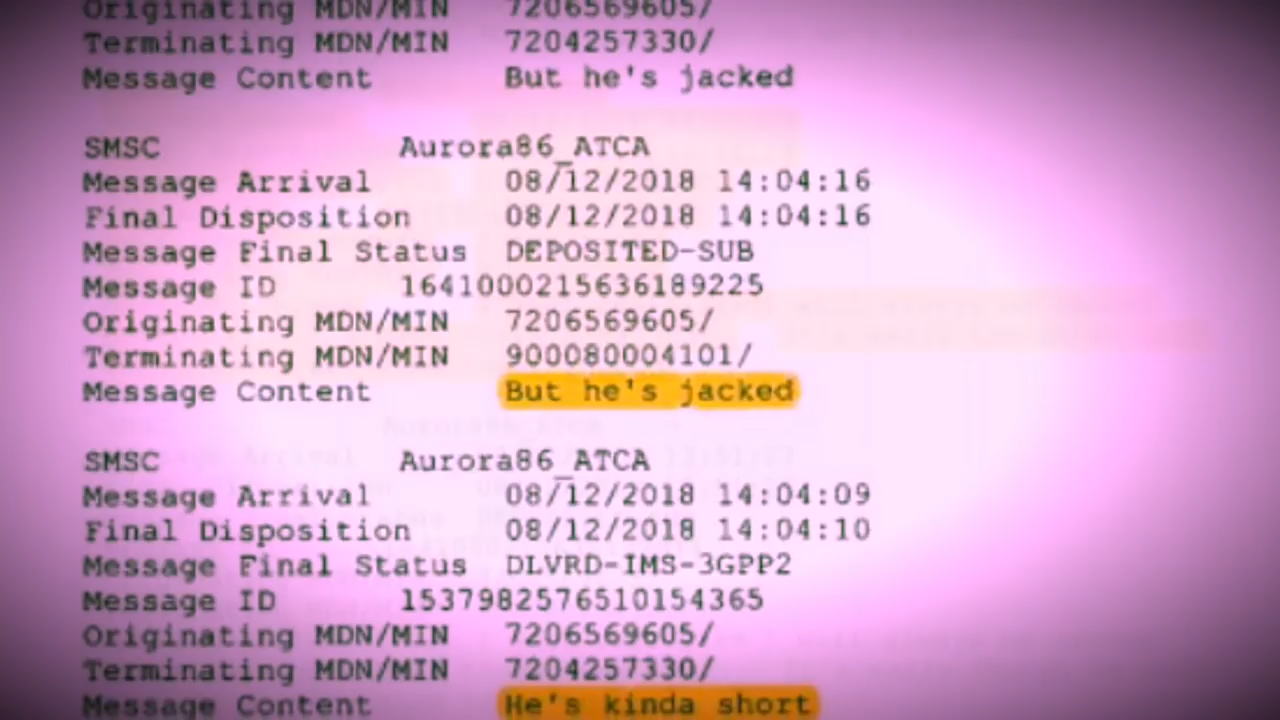 Originating MDN/MIN 7206569605/
Terminating MDN/MIN 7204257330/
Message Content But he's jacked
SMSC Aurora86_ATCA
Message Arrival 08/12/2018 14:04:16
Final Disposition 08/12/2018 14:04:16
Message Final Status DEPOSITED-SUB
Message ID 1641000215636189225
Originating MDN/MIN 7206569605/
Terminating MDN/MIN 900080004101/
Message Content But he's jacked
SMSC Aurora86_ATCA
Message Arrival 08/12/2018 14:04:09
Final Disposition 08/12/2018 14:04:10
Message Final Status DLVRD-IMS-3GPP2
Message ID 1537982576510154365
Originating MDN/MIN 7206569605/
Terminating MDN/MIN 7204257330/
Message Content He's kinda short